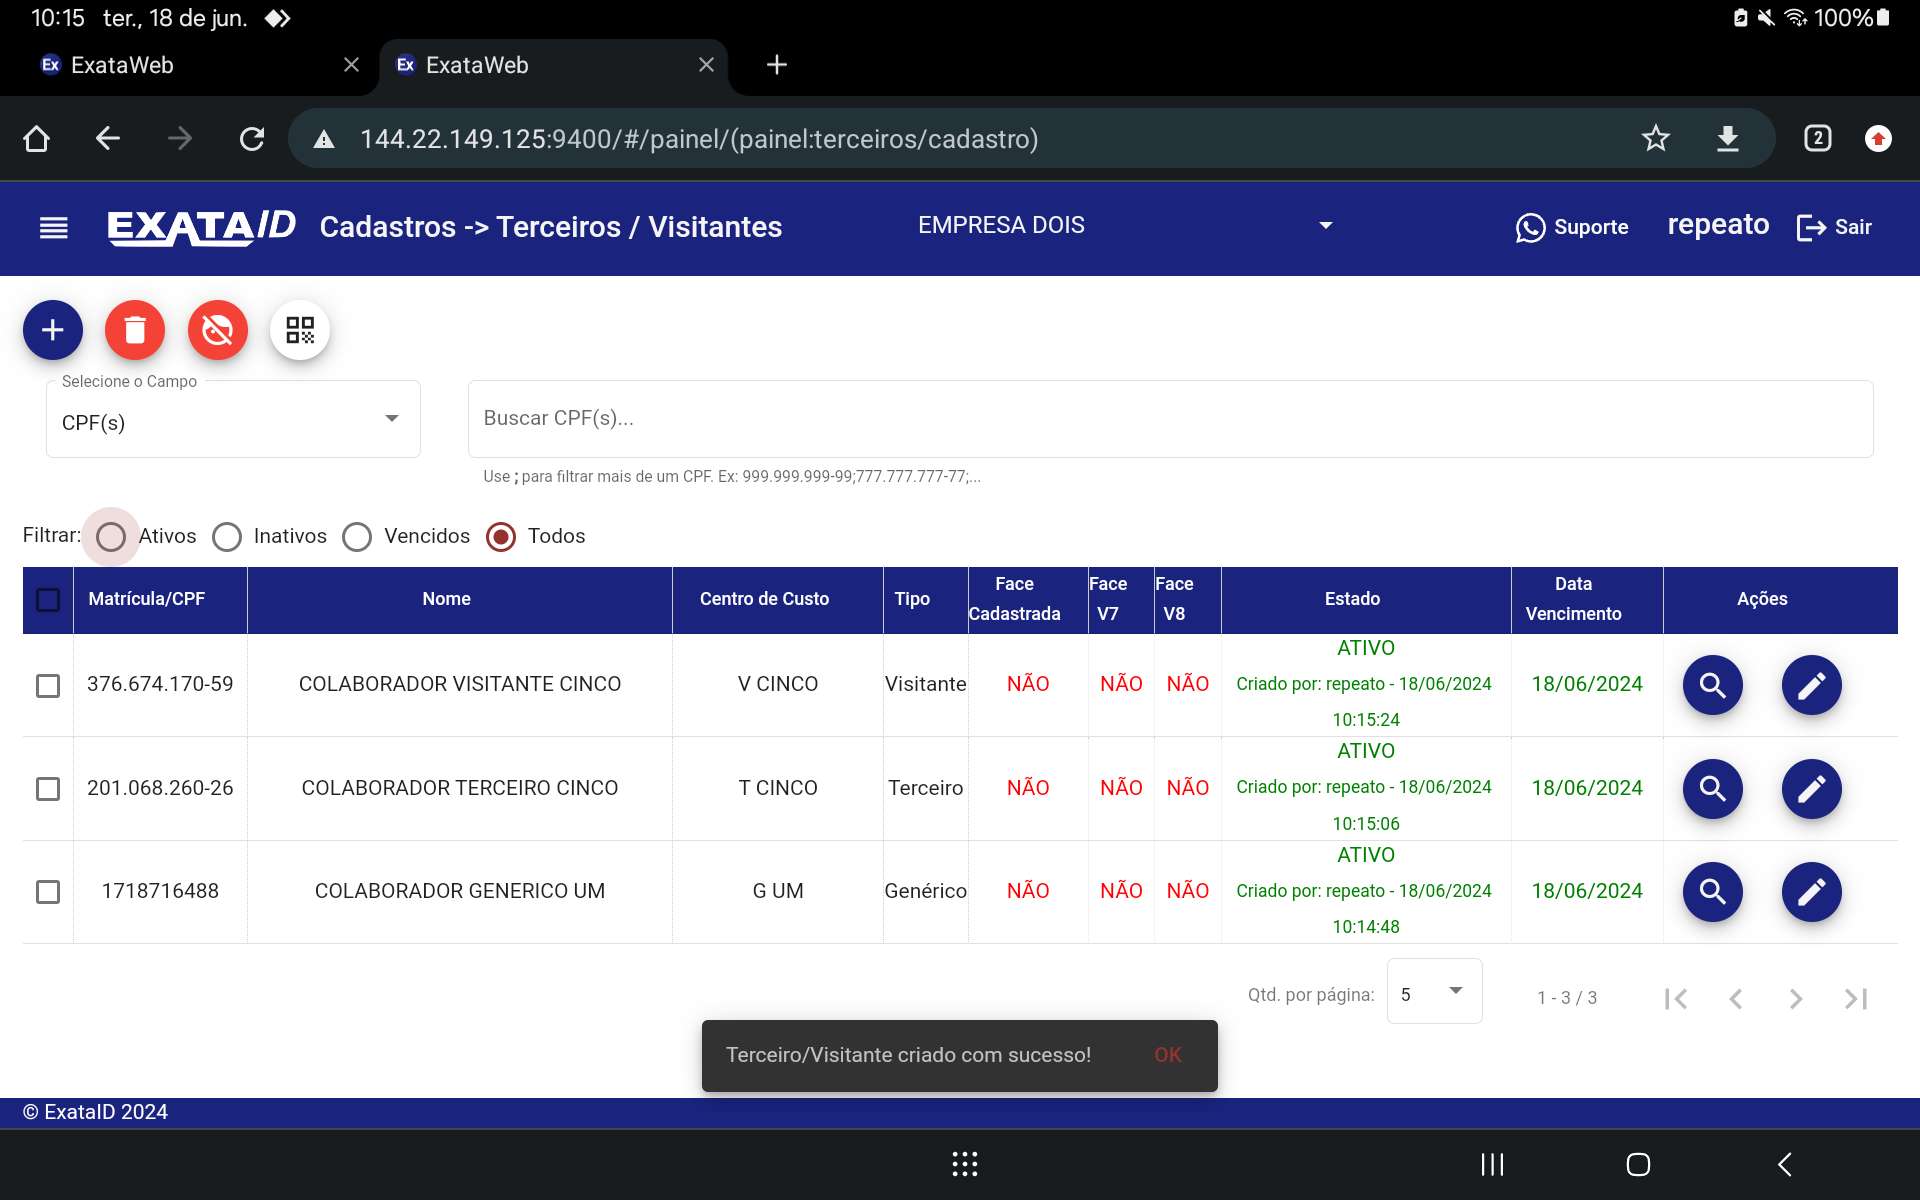 10:15 ter., 18 de jun. 100%
Ex ExataWeb Ex ExataWeb
144.22.149.125:9400/#/painel/(painel:terceiros/cadastro) 2
EXATAID Cadastros -> Terceiros / Visitantes EMPRESA DOIS Suporte repeato Sair
Selecione o Campo
CPF(s) Buscar CPF(s)...
Use ; para filtrar mais de um CPF. Ex: 999.999.999-99;777.777.777-77;...
Filtrar: Ativos Inativos Vencidos Todos
Matrícula/CPF Nome Centro de Custo Tipo Face Cadastrada Face V7 Face V8 Estado Data Vencimento Ações
ATIVO
376.674.170-59 COLABORADOR VISITANTE CINCO V CINCO Visitante NÃO NÃO NÃO Criado por: repeato - 18/06/2024 18/06/2024
10:15:24
ATIVO
201.068.260-26 COLABORADOR TERCEIRO CINCO T CINCO Terceiro NÃO NÃO NÃO Criado por: repeato - 18/06/2024 18/06/2024
10:15:06
ATIVO
1718716488 COLABORADOR GENERICO UM G UM Genérico NÃO NÃO NÃO Criado por: repeato - 18/06/2024 18/06/2024
10:14:48
Qtd. por página: 5 1 - 3 / 3
Terceiro/Visitante criado com sucesso! OK
© ExataID 2024